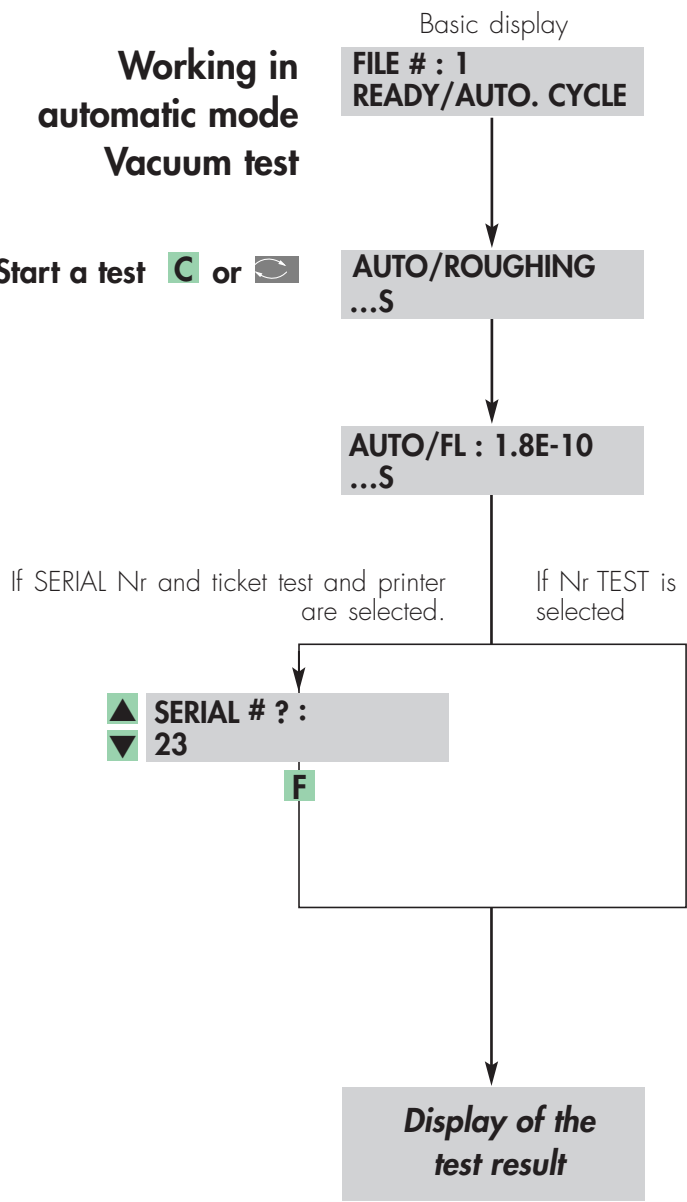 Basic display
Working in
automatic mode
Vacuum test
FILE # : 1
READY/AUTO. CYCLE
Start a test C or
AUTO/ROUGHING
...S
AUTO/FL : 1.8E-10
...S
If SERIAL Nr and ticket test and printer
are selected.
If Nr TEST is
selected
SERIAL # ? :
23
F
Display of the
test result